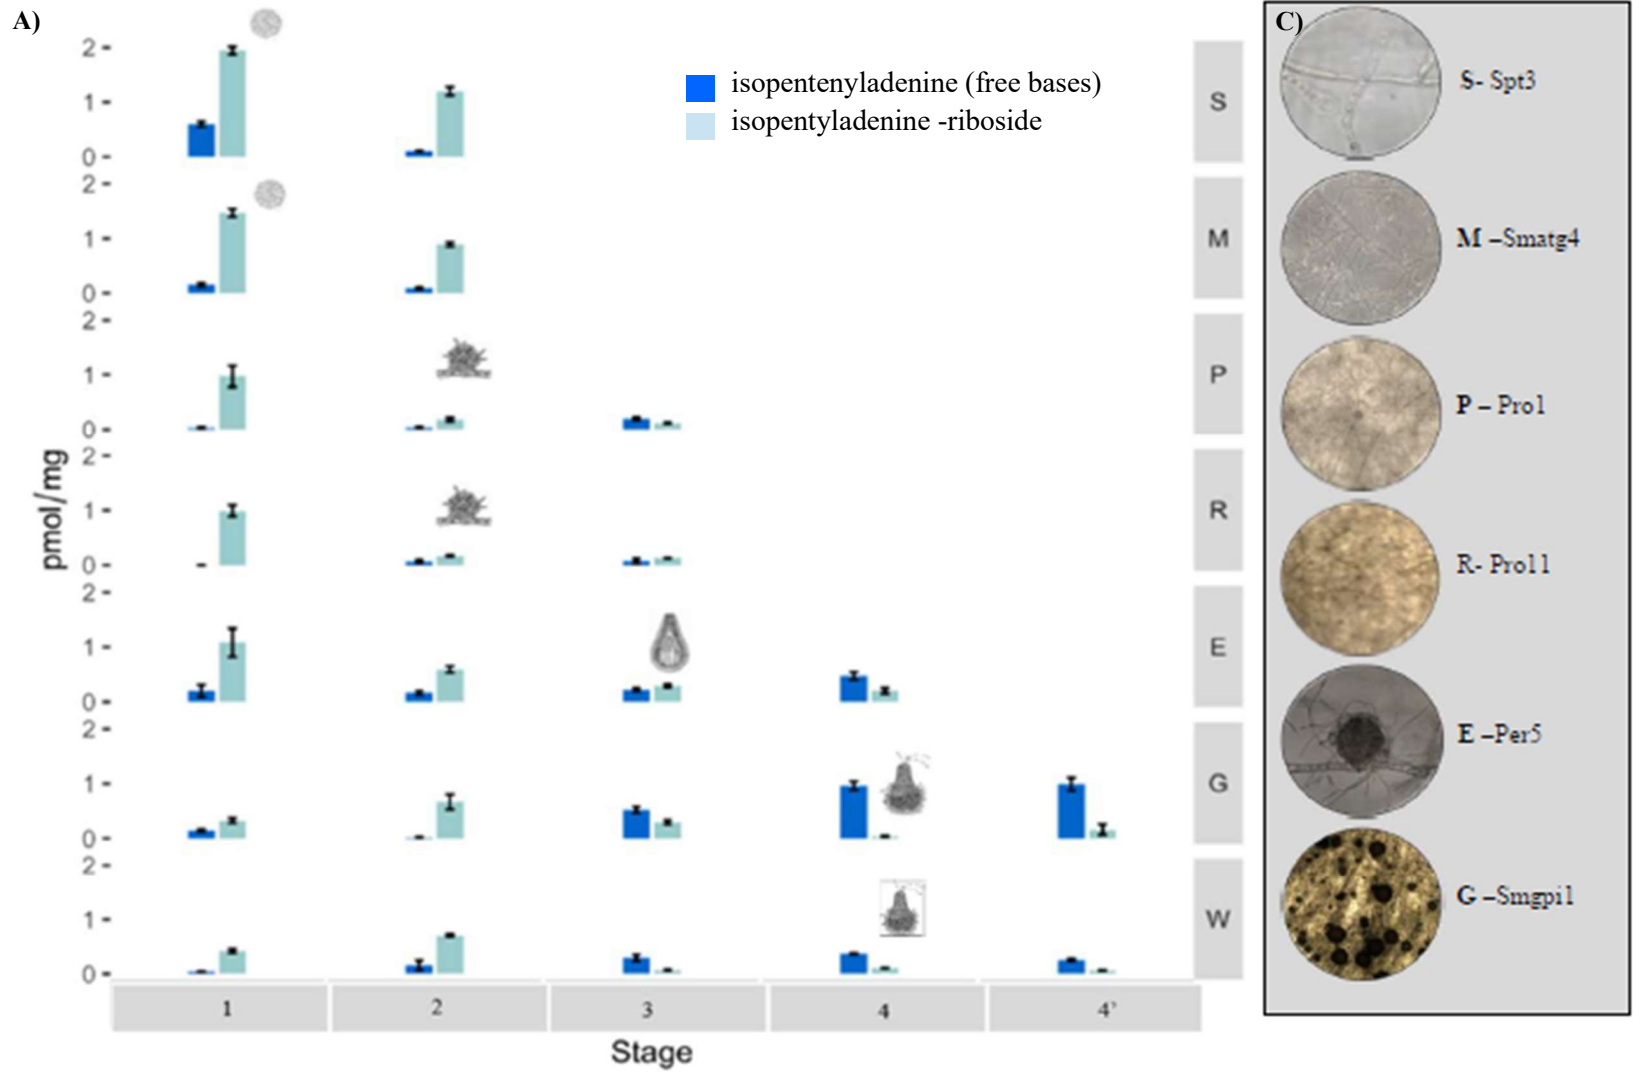 A)
isopentenyladenine (free bases)
isopentyladenine -riboside
pmol/mg
2
1
0
S
2
1
0
M
2
1
0
P
2
1
0
R
2
1
0
E
2
1
0
G
2
1
0
W
1 2 3 4 4’
Stage
C)
S- Spt3
M –Smatg4
P – Pro1
R- Pro11
E –Per5
G –Smgpi1